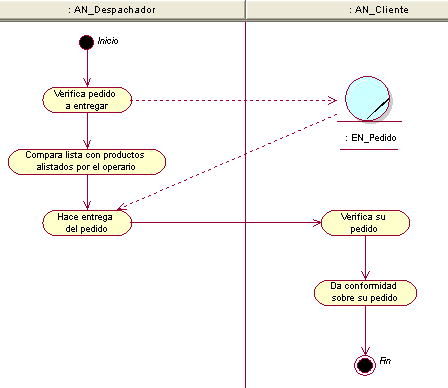 : AN_Despachador
: AN_Cliente
Inicio
Verifica pedido
a entregar
: EN_Pedido
Compara lista con productos
alistados por el operario
Hace entrega
del pedido
Verifica su
pedido
Da conformidad
sobre su pedido
Fin